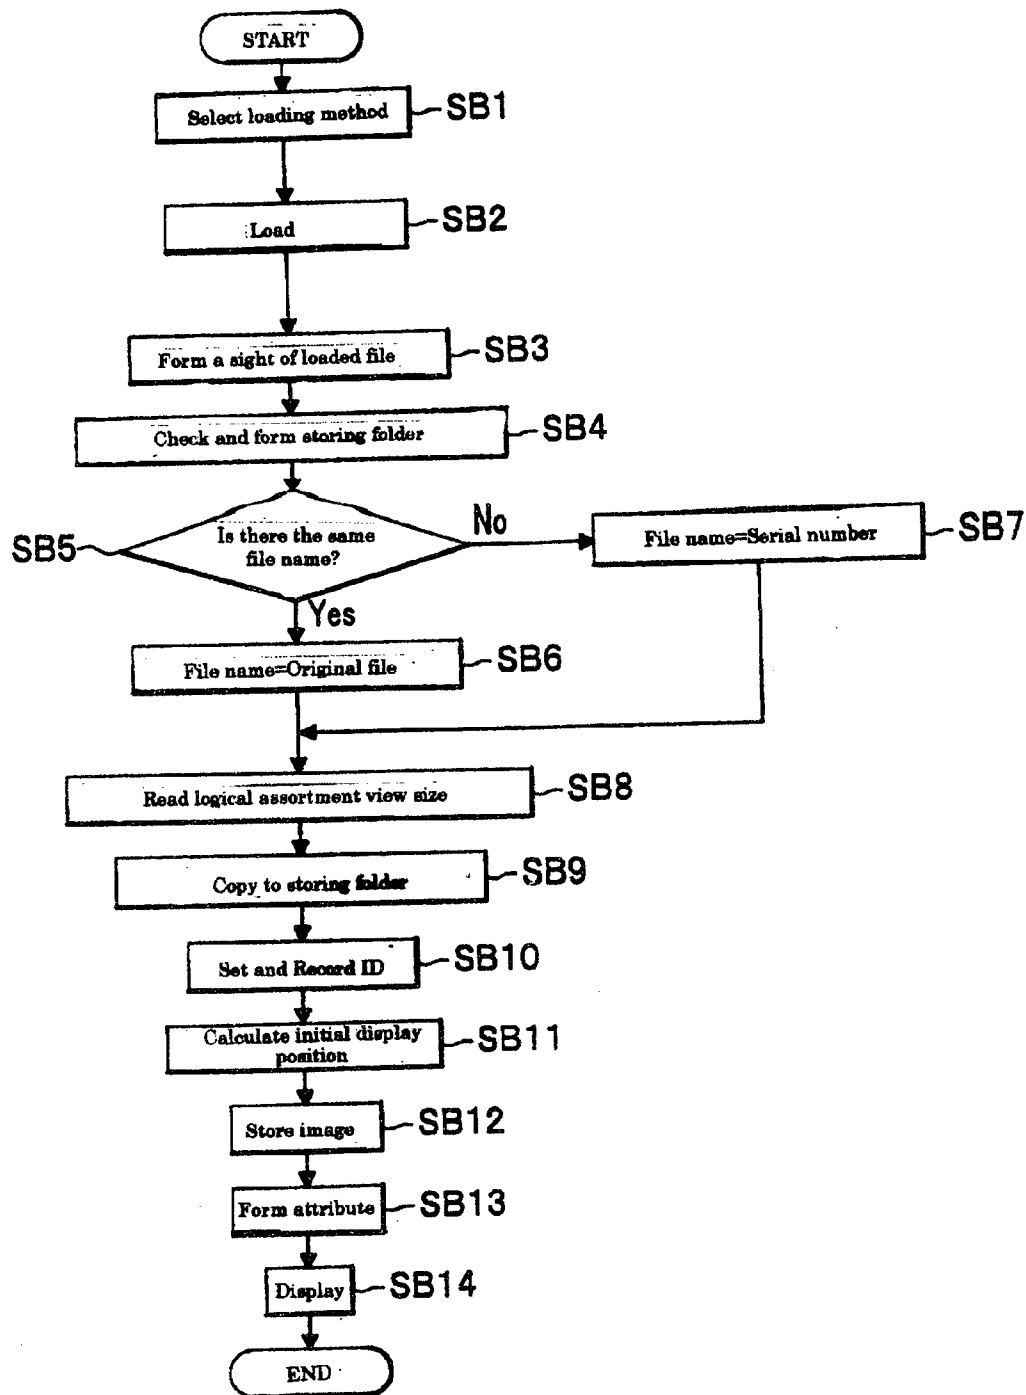 START
Select loading method
SB1
Load
SB2
Form a sight of loaded file
SB3
Check and form storing folder
SB4
SB5
Is there the same
file name?
No
File name=Serial number
SB7
Yes
File name=Original file
SB6
Read logical assortment view size
SB8
Copy to storing folder
SB9
Set and Record ID
SB10
Calculate initial display
position
SB11
Store image
SB12
Form attribute
SB13
Display
SB14
END